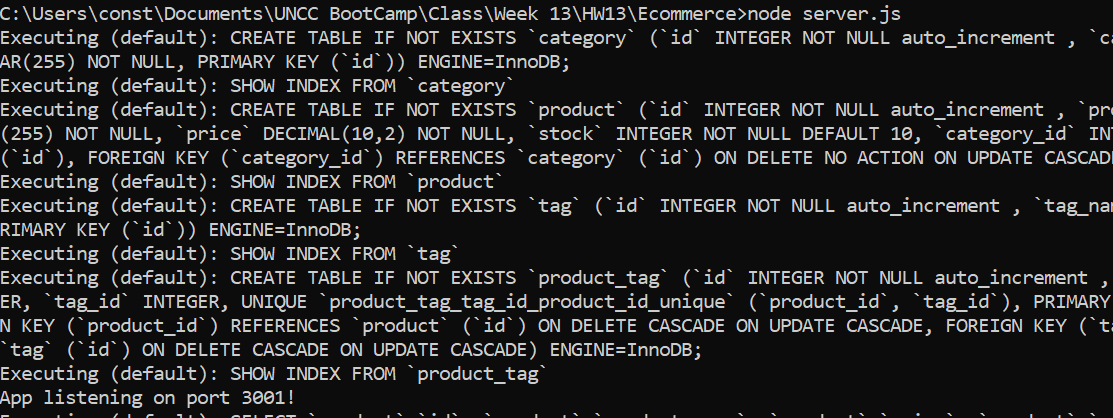 C:\Users\const\Documents\UNCC BootCamp\Class\Week 13\HW13\Ecommerce>node server.js
Executing (default): CREATE TABLE IF NOT EXISTS `category` (`id` INTEGER NOT NULL auto_increment , `ca
AR(255) NOT NULL, PRIMARY KEY (`id`)) ENGINE=InnoDB;
Executing (default): SHOW INDEX FROM `category`
Executing (default): CREATE TABLE IF NOT EXISTS `product` (`id` INTEGER NOT NULL auto_increment , `pro
(255) NOT NULL, `price` DECIMAL(10,2) NOT NULL, `stock` INTEGER NOT NULL DEFAULT 10, `category_id` INT
(`id`), FOREIGN KEY (`category_id`) REFERENCES `category` (`id`) ON DELETE NO ACTION ON UPDATE CASCADE
Executing (default): SHOW INDEX FROM `product`
Executing (default): CREATE TABLE IF NOT EXISTS `tag` (`id` INTEGER NOT NULL auto_increment , `tag_nam
RIMARY KEY (`id`)) ENGINE=InnoDB;
Executing (default): SHOW INDEX FROM `tag`
Executing (default): CREATE TABLE IF NOT EXISTS `product_tag` (`id` INTEGER NOT NULL auto_increment ,
ER, `tag_id` INTEGER, UNIQUE `product_tag_tag_id_product_id_unique` (`product_id`, `tag_id`), PRIMARY
N KEY (`product_id`) REFERENCES `product` (`id`) ON DELETE CASCADE ON UPDATE CASCADE, FOREIGN KEY (`ta
`tag` (`id`) ON DELETE CASCADE ON UPDATE CASCADE) ENGINE=InnoDB;
Executing (default): SHOW INDEX FROM `product_tag`
App listening on port 3001!